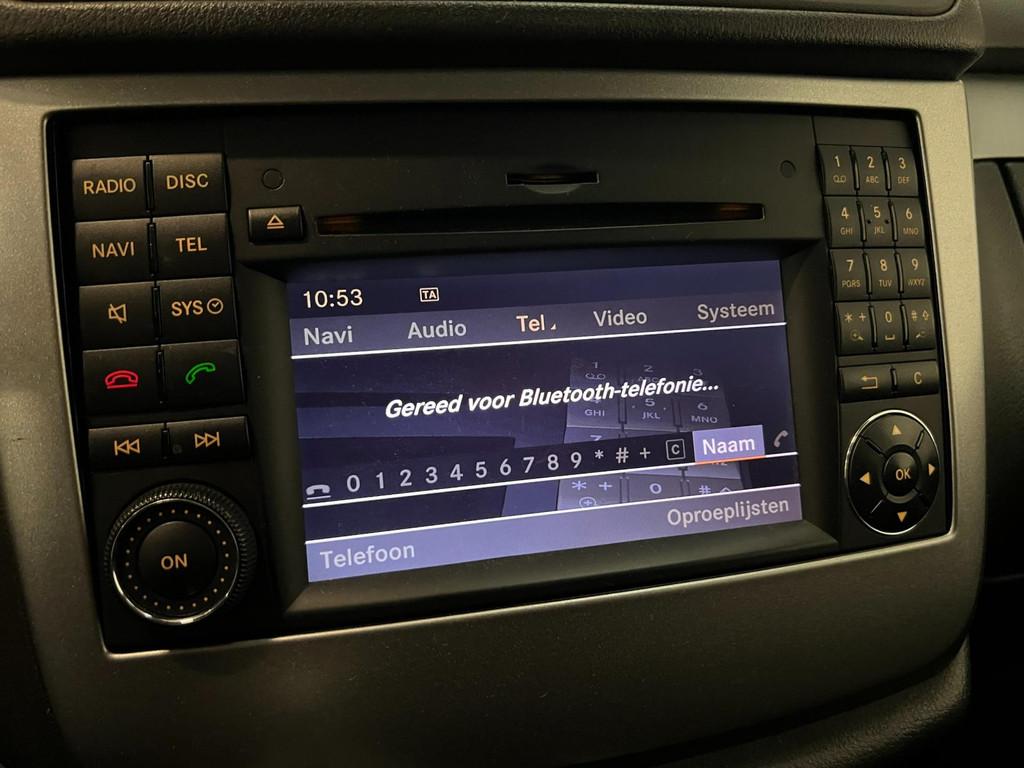 RADIO DISC
NAVI TEL
SYS
ON
10:53 TA
Navi Audio Tel Video Systeem
Gereed voor Bluetooth-telefonie...
0 1 2 3 4 5 6 7 8 9 * # + C Naam
Telefoon Oproeplijsten
1 2 3
ABC DEF
4 5 6
GHI JKL MNO
7 8 9
PQRS TUV WXYZ
* + 0 #
C
OK